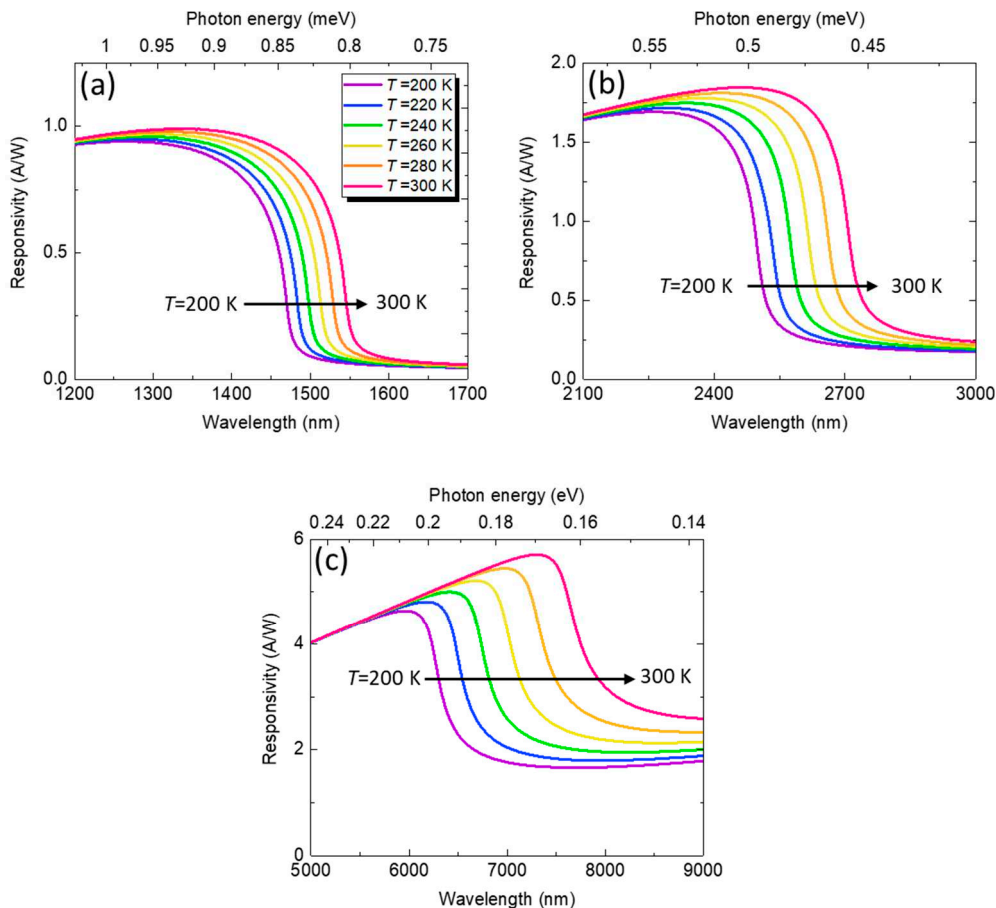 Photon energy (meV)
1 0.95 0.9 0.85 0.8 0.75
(a)
T =200 K
T =220 K
T =240 K
T =260 K
T =280 K
T =300 K
1.0
0.5
0.0
Responsivity (A/W)
T=200 K 300 K
1200 1300 1400 1500 1600 1700
Wavelength (nm)
Photon energy (meV)
0.55 0.5 0.45
(b)
2.0
1.5
1.0
0.5
0.0
Responsivity (A/W)
T=200 K 300 K
2100 2400 2700 3000
Wavelength (nm)
Photon energy (eV)
0.24 0.22 0.2 0.18 0.16 0.14
(c)
6
4
2
0
Responsivity (A/W)
T=200 K 300 K
5000 6000 7000 8000 9000
Wavelength (nm)